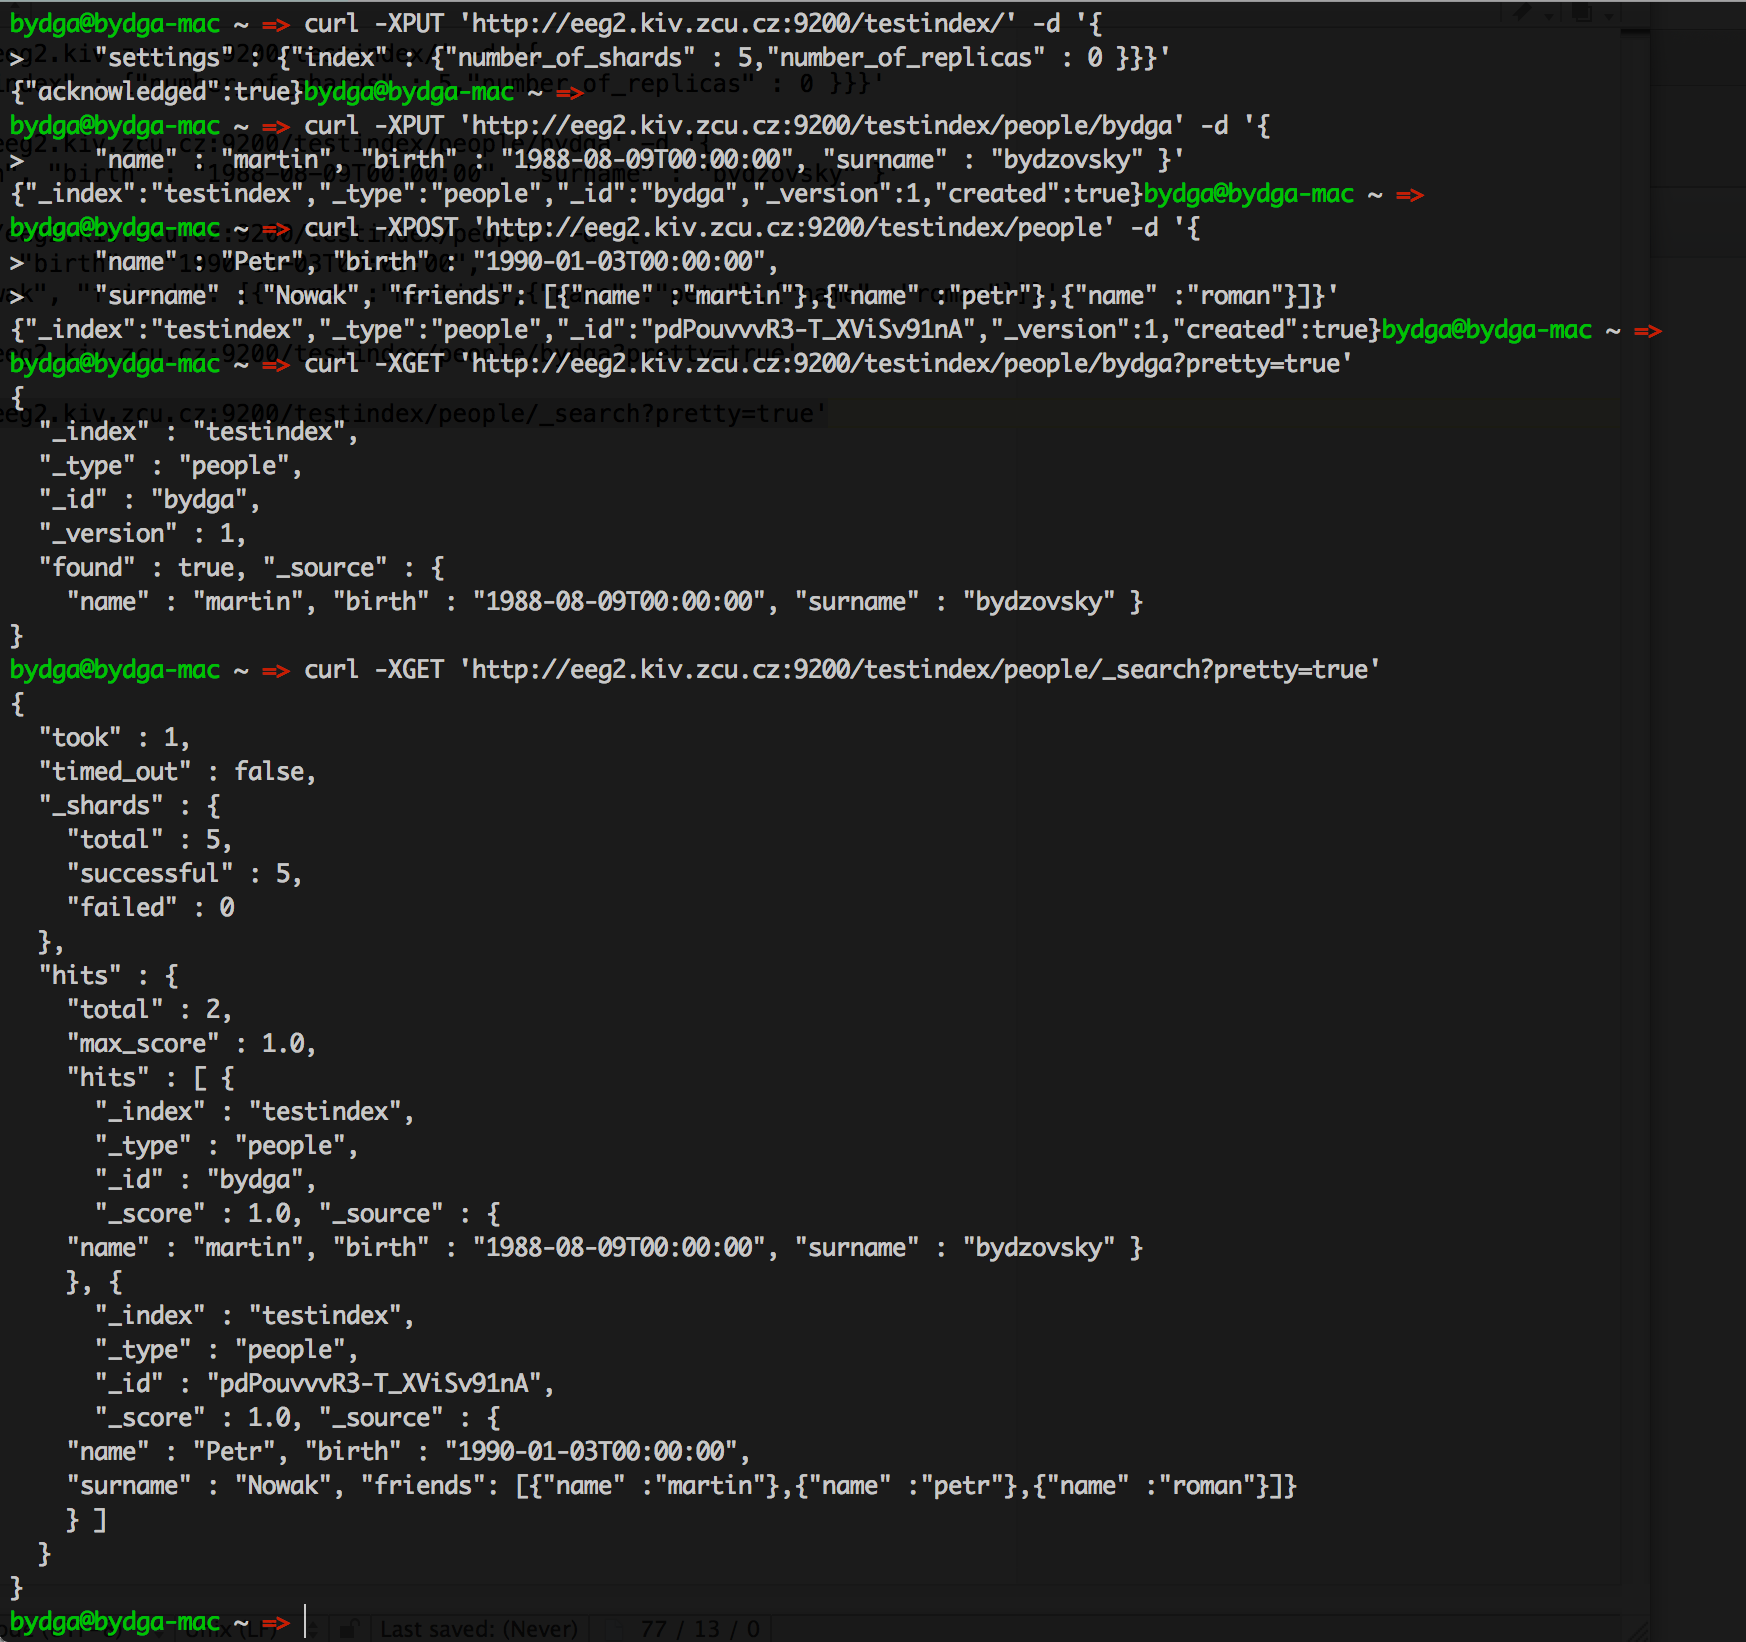 bydga@bydga-mac ~ => curl -XPUT 'http://eeg2.kiv.zcu.cz:9200/testindex/' -d '{
>     "settings" : {"index" : {"number_of_shards" : 5,"number_of_replicas" : 0 }}}'
{"acknowledged":true}bydga@bydga-mac ~ =>
bydga@bydga-mac ~ => curl -XPUT 'http://eeg2.kiv.zcu.cz:9200/testindex/people/bydga' -d '{
>     "name" : "martin", "birth" : "1988-08-09T00:00:00", "surname" : "bydzovsky" }'
{"_index":"testindex","_type":"people","_id":"bydga","_version":1,"created":true}bydga@bydga-mac ~ =>
bydga@bydga-mac ~ => curl -XPOST 'http://eeg2.kiv.zcu.cz:9200/testindex/people' -d '{
>     "name" : "Petr", "birth" : "1990-01-03T00:00:00",
>     "surname" : "Nowak", "friends": [{"name" :"martin"},{"name" :"petr"},{"name" :"roman"}]}'
{"_index":"testindex","_type":"people","_id":"pdPouvvvR3-T_XViSv91nA","_version":1,"created":true}bydga@bydga-mac ~ =>
bydga@bydga-mac ~ => curl -XGET 'http://eeg2.kiv.zcu.cz:9200/testindex/people/bydga?pretty=true'
{
  "_index" : "testindex",
  "_type" : "people",
  "_id" : "bydga",
  "_version" : 1,
  "found" : true, "_source" : {
    "name" : "martin", "birth" : "1988-08-09T00:00:00", "surname" : "bydzovsky" }
}
bydga@bydga-mac ~ => curl -XGET 'http://eeg2.kiv.zcu.cz:9200/testindex/people/_search?pretty=true'
{
  "took" : 1,
  "timed_out" : false,
  "_shards" : {
    "total" : 5,
    "successful" : 5,
    "failed" : 0
  },
  "hits" : {
    "total" : 2,
    "max_score" : 1.0,
    "hits" : [ {
      "_index" : "testindex",
      "_type" : "people",
      "_id" : "bydga",
      "_score" : 1.0, "_source" : {
    "name" : "martin", "birth" : "1988-08-09T00:00:00", "surname" : "bydzovsky" }
    }, {
      "_index" : "testindex",
      "_type" : "people",
      "_id" : "pdPouvvvR3-T_XViSv91nA",
      "_score" : 1.0, "_source" : {
    "name" : "Petr", "birth" : "1990-01-03T00:00:00",
    "surname" : "Nowak", "friends": [{"name" :"martin"},{"name" :"petr"},{"name" :"roman"}]}
    } ]
  }
}
bydga@bydga-mac ~ =>
Last saved: (Never) 77 / 13 / 0